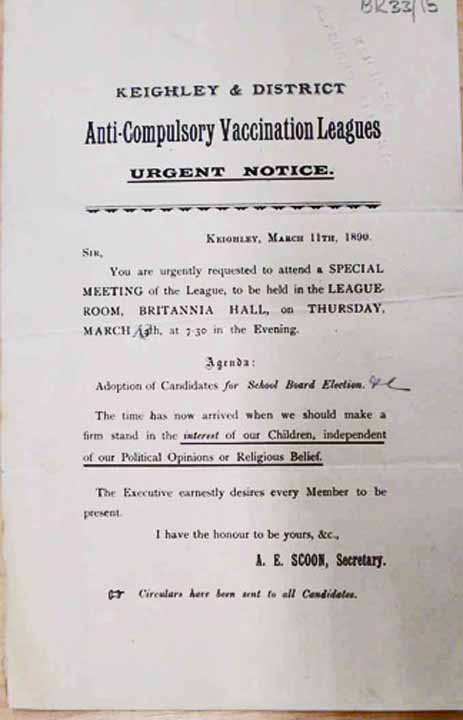 BK33/15
KEIGHLEY & DISTRICT
Anti-Compulsory Vaccination Leagues
URGENT NOTICE.
KEIGHLEY, MARCH 11TH, 1890.
SIR,
You are urgently requested to attend a SPECIAL
MEETING of the League, to be held in the LEAGUE-
ROOM, BRITANNIA HALL, on THURSDAY,
MARCH 13th, at 7-30 in the Evening.
Agenda:
Adoption of Candidates for School Board Election. &c
The time has now arrived when we should make a
firm stand in the interest of our Children, independent
of our Political Opinions or Religious Belief.
The Executive earnestly desires every Member to be
present.
I have the honour to be yours, &c.,
A. E. SCOON, Secretary.
☞ Circulars have been sent to all Candidates.